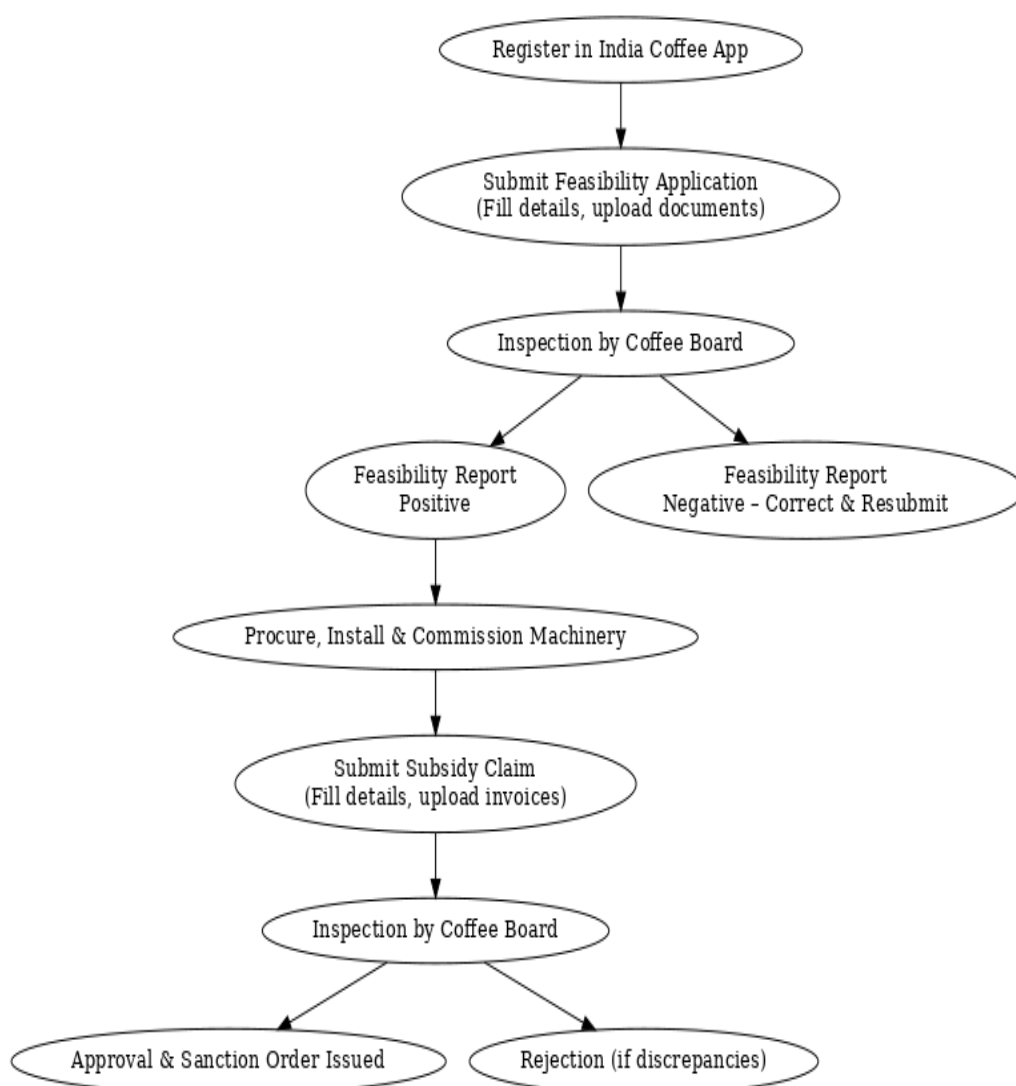 Register in India Coffee App
Submit Feasibility Application
(Fill details, upload documents)
Inspection by Coffee Board
Feasibility Report
Positive
Feasibility Report
Negative – Correct & Resubmit
Procure, Install & Commission Machinery
Submit Subsidy Claim
(Fill details, upload invoices)
Inspection by Coffee Board
Approval & Sanction Order Issued
Rejection (if discrepancies)